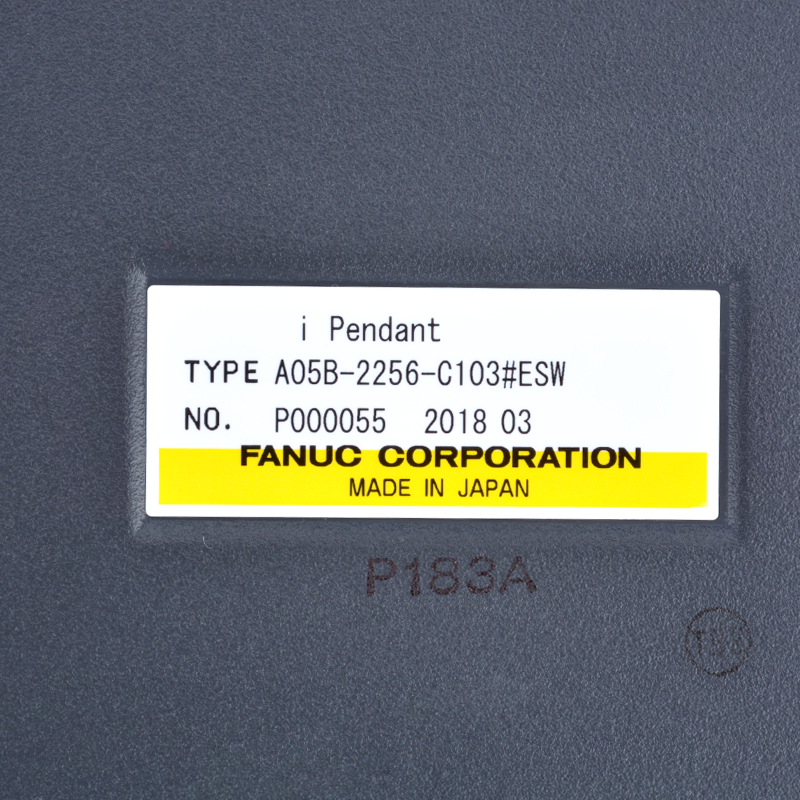 i Pendant
TYPE A05B-2256-C103#ESW
NO. P000055 2018 03
FANUC CORPORATION
MADE IN JAPAN
P183A